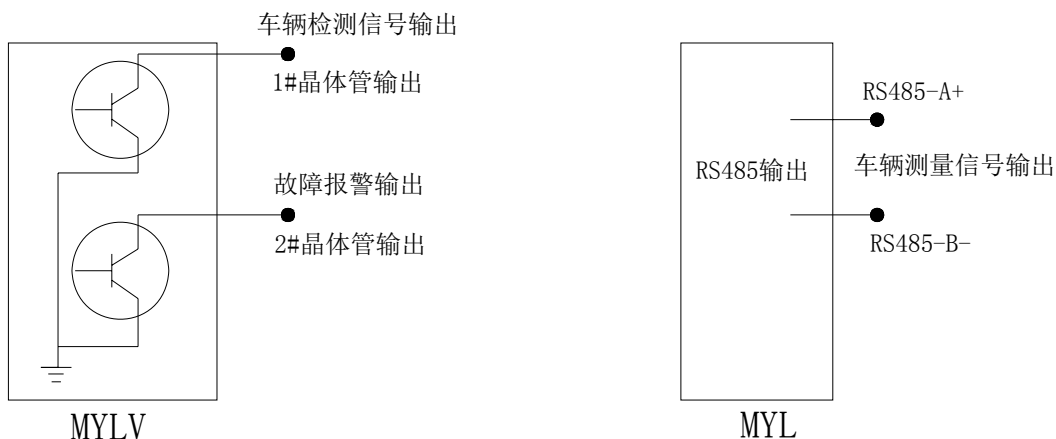 车辆检测信号输出
1#晶体管输出
故障报警输出
2#晶体管输出
MYLV
RS485-A+
RS485输出
车辆测量信号输出
RS485-B-
MYL